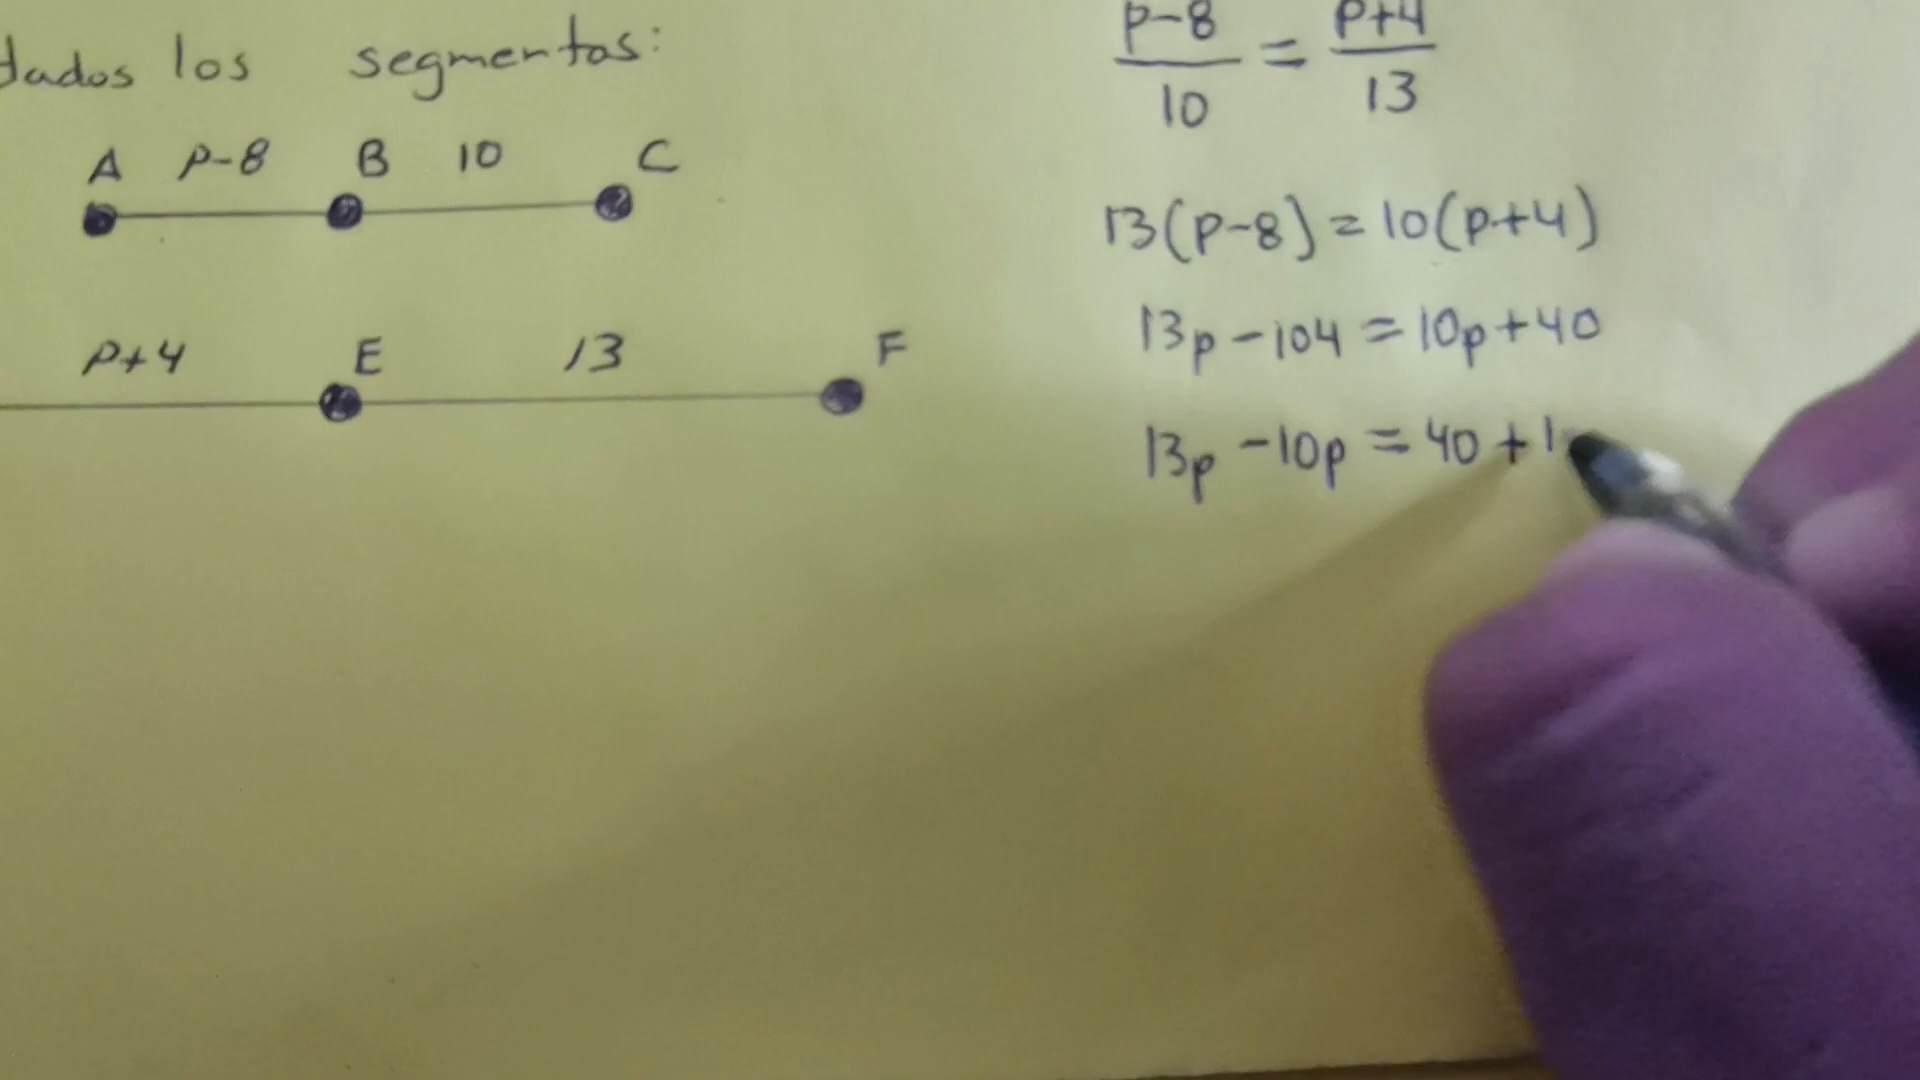 dados los segmentos:
A p-8 B 10 C
p+4 E 13 F
p-8/10 = p+4/13
13(p-8)=10(p+4)
13p-104=10p+40
13p-10p=40+1